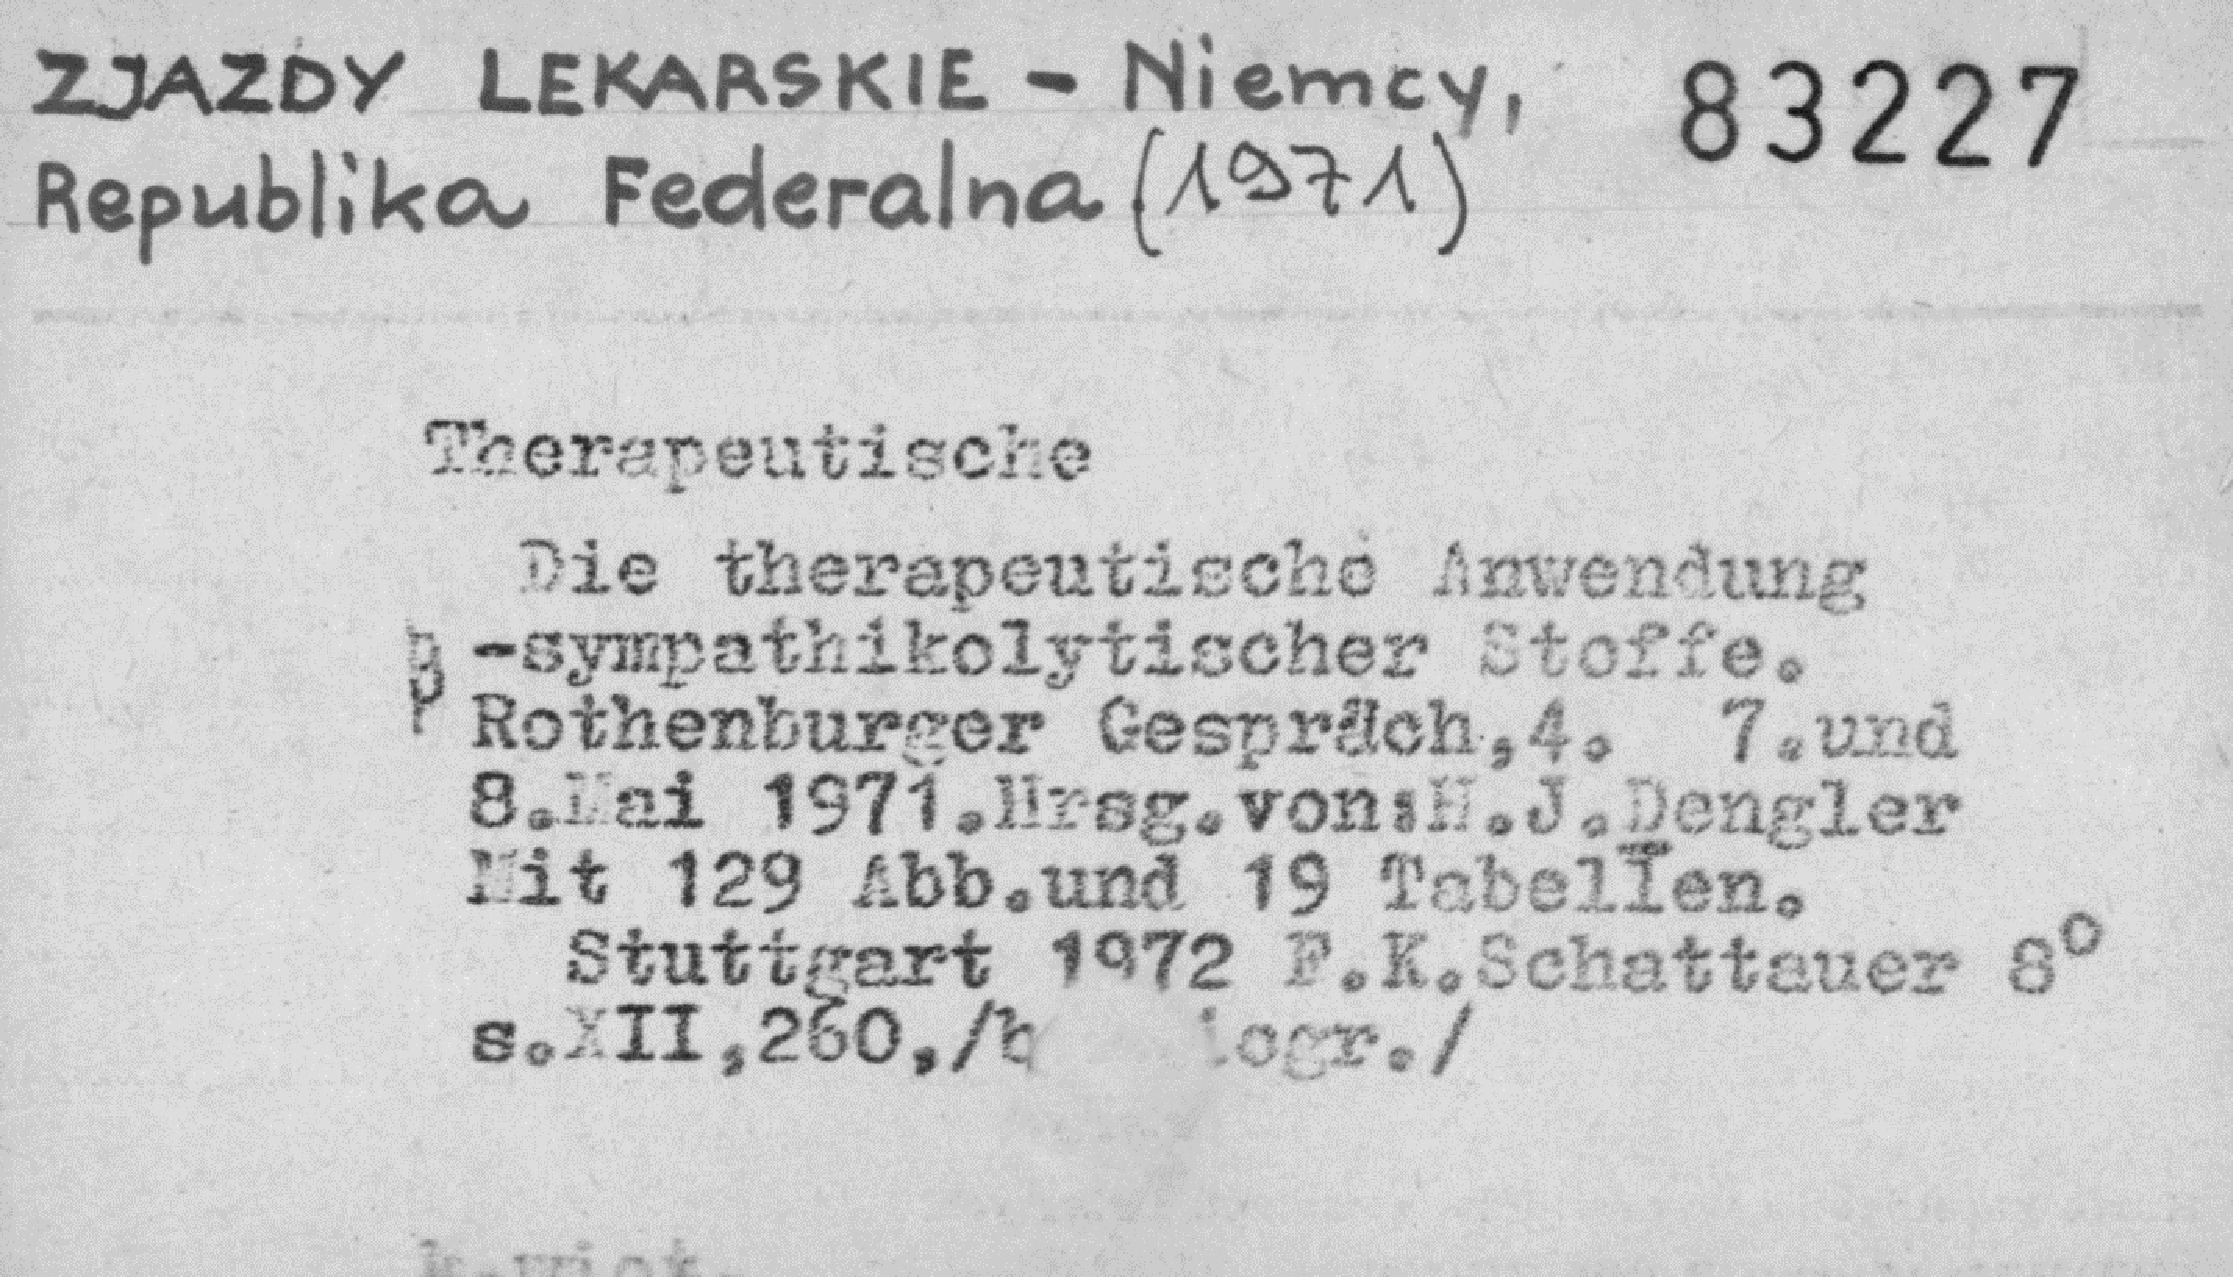 ZJAZDY LEKARSKIE - Niemcy, 83227
Republika Federalna (1971)
Therapeutische
Die therapeutische Anwendung
β-sympathikolytischer Stoffe.
Rothenburger Gespräch,4. 7.und
8.Mai 1971.Hrsg.von:H.J.Dengler
Mit 129 Abb.und 19 Tabellen.
Stuttgart 1972 F.K.Schattauer 8°
s.XII,260,/